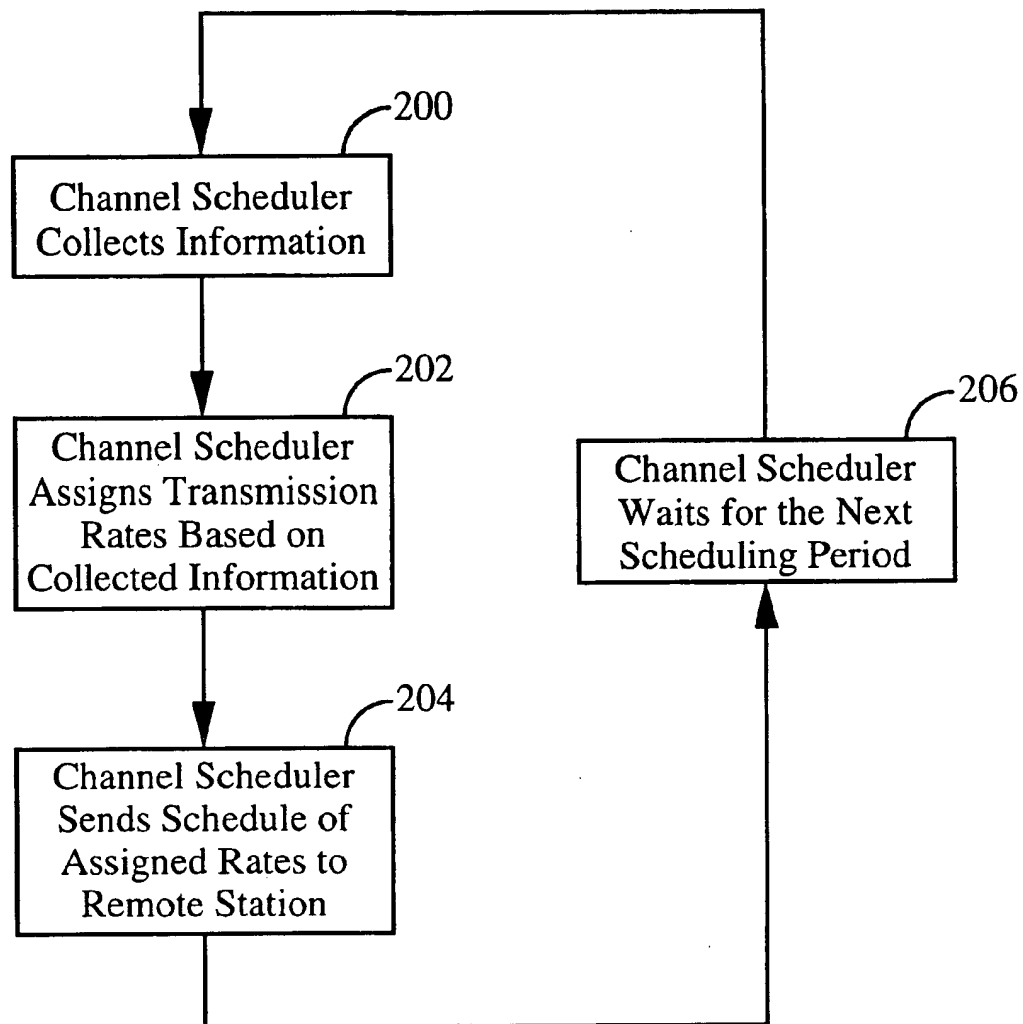 200
Channel Scheduler
Collects Information
202
Channel Scheduler
Assigns Transmission
Rates Based on
Collected Information
206
Channel Scheduler
Waits for the Next
Scheduling Period
204
Channel Scheduler
Sends Schedule of
Assigned Rates to
Remote Station